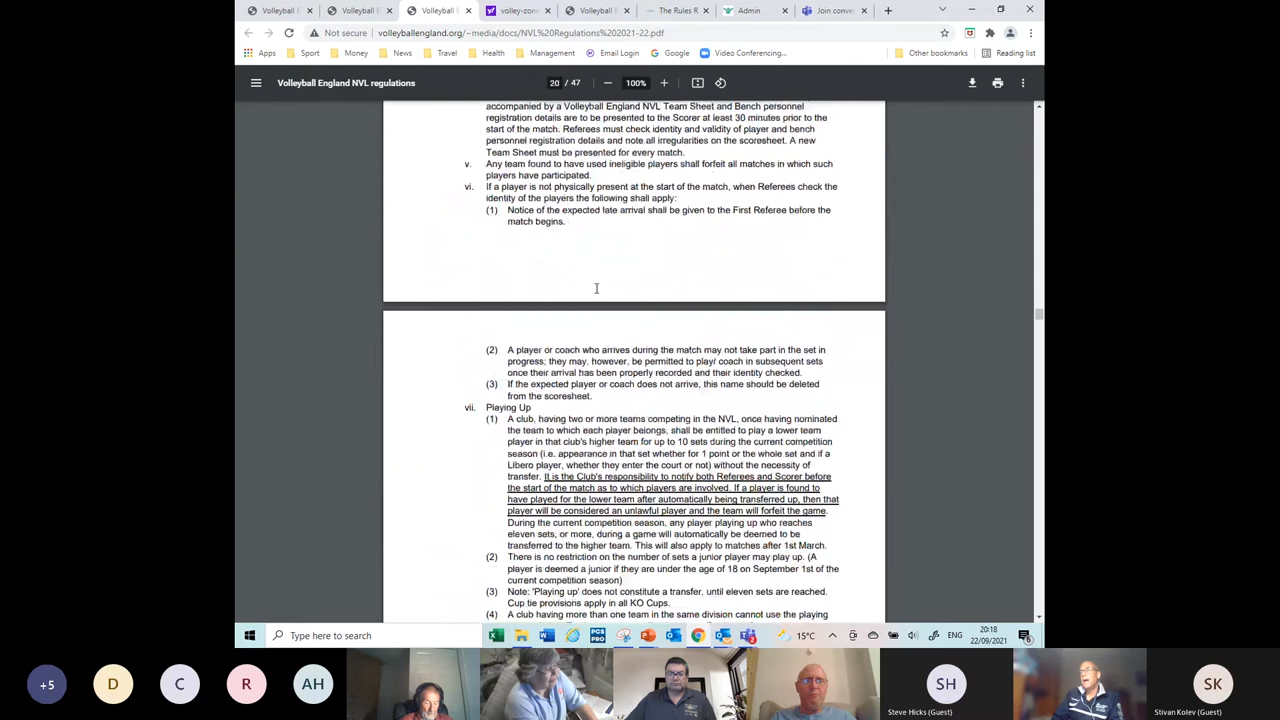 Volleyball E
Volleyball E
Volleyball E
volley-zone
Volleyball E
The Rules R
Admin
Join conver
Not secure
volleyballengland.org/~media/docs/NVL%20Regulations%202021-22.pdf
Apps
Sport
Money
News
Travel
Health
Management
Email Login
Google
Video Conferencing...
Other bookmarks
Reading list
Volleyball England NVL regulations
20 / 47
100%
accompanied by a Volleyball England NVL Team Sheet and Bench personnel
registration details are to be presented to the Scorer at least 30 minutes prior to the
start of the match. Referees must check identity and validity of player and bench
personnel registration details and note all irregularities on the scoresheet. A new
Team Sheet must be presented for every match.
v. Any team found to have used ineligible players shall forfeit all matches in which such
players have participated.
vi. If a player is not physically present at the start of the match, when Referees check the
identity of the players the following shall apply:
(1) Notice of the expected late arrival shall be given to the First Referee before the
match begins.
(2) A player or coach who arrives during the match may not take part in the set in
progress; they may, however, be permitted to play/ coach in subsequent sets
once their arrival has been properly recorded and their identity checked.
(3) If the expected player or coach does not arrive, this name should be deleted
from the scoresheet.
vii. Playing Up
(1) A club, having two or more teams competing in the NVL, once having nominated
the team to which each player belongs, shall be entitled to play a lower team
player in that club's higher team for up to 10 sets during the current competition
season (i.e. appearance in that set whether for 1 point or the whole set and if a
Libero player, whether they enter the court or not) without the necessity of
transfer. It is the Club's responsibility to notify both Referees and Scorer before
the start of the match as to which players are involved. If a player is found to
have played for the lower team after automatically being transferred up, then that
player will be considered an unlawful player and the team will forfeit the game.
During the current competition season, any player playing up who reaches
eleven sets, or more, during a game will automatically be deemed to be
transferred to the higher team. This will also apply to matches after 1st March.
(2) There is no restriction on the number of sets a junior player may play up. (A
player is deemed a junior if they are under the age of 18 on September 1st of the
current competition season)
(3) Note: 'Playing up' does not constitute a transfer, until eleven sets are reached.
Cup tie provisions apply in all KO Cups.
(4) A club having more than one team in the same division cannot use the playing
Type here to search
PCS PRO
15°C
ENG
20:18
22/09/2021
6
+5
D
C
R
AH
SH
Steve Hicks (Guest)
SK
Stivan Kolev (Guest)